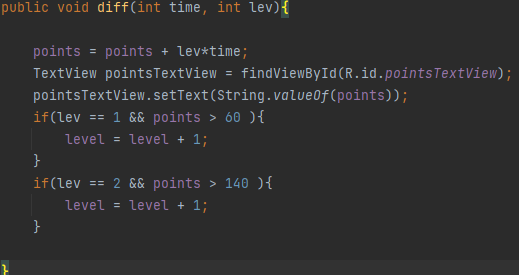 public void diff(int time, int lev){
points = points + lev*time;
TextView pointsTextView = findViewById(R.id.pointsTextView);
pointsTextView.setText(String.valueOf(points));
if(lev == 1 && points > 60 ){
level = level + 1;
}
if(lev == 2 && points > 140 ){
level = level + 1;
}
}